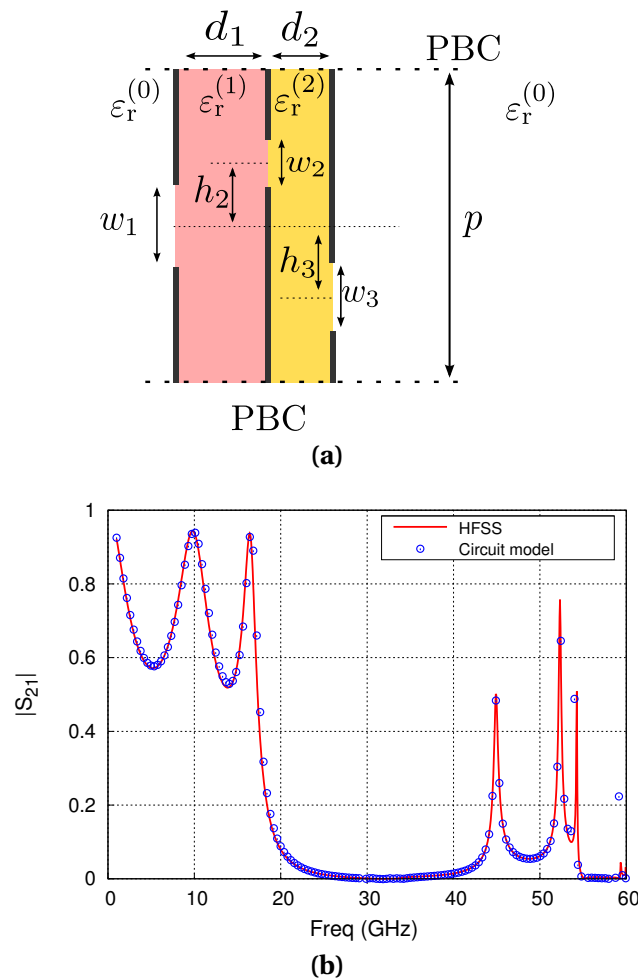 d₁ d₂ PBC
εᵣ⁽⁰⁾ εᵣ⁽¹⁾ εᵣ⁽²⁾ εᵣ⁽⁰⁾
w₂
h₂
w₁ p
h₃
w₃
PBC
(a)
1
HFSS
Circuit model
0.8
0.6
|S₂₁|
0.4
0.2
0
0 10 20 30 40 50 60
Freq (GHz)
(b)